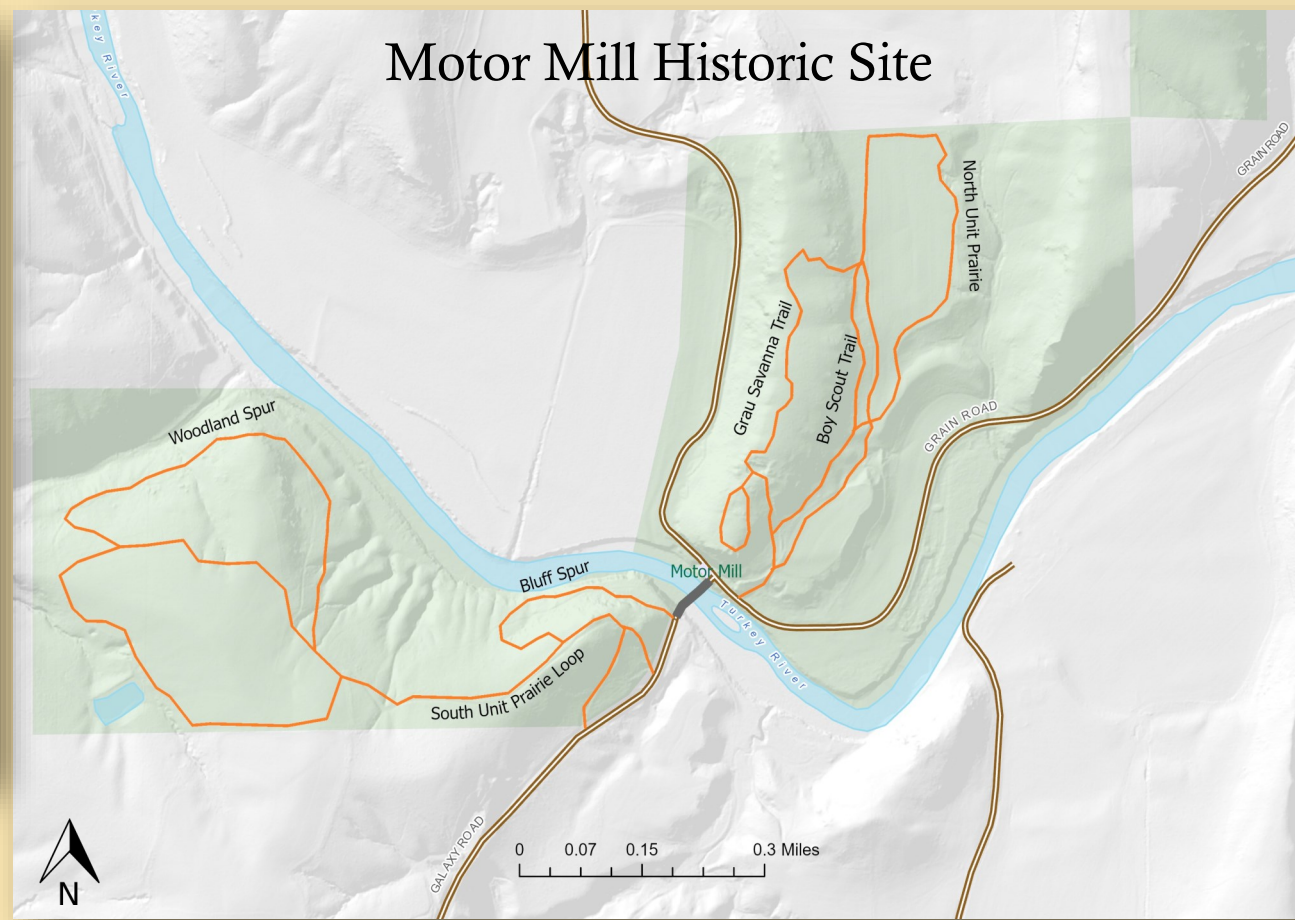 Motor Mill Historic Site
key River
GRAIN ROAD
North Unit Prairie
Grau Savanna Trail
Boy Scout Trail
GRAIN ROAD
Woodland Spur
Bluff Spur
Motor Mill
Turkey River
South Unit Prairie Loop
GALAXY ROAD
0 0.07 0.15 0.3 Miles
N